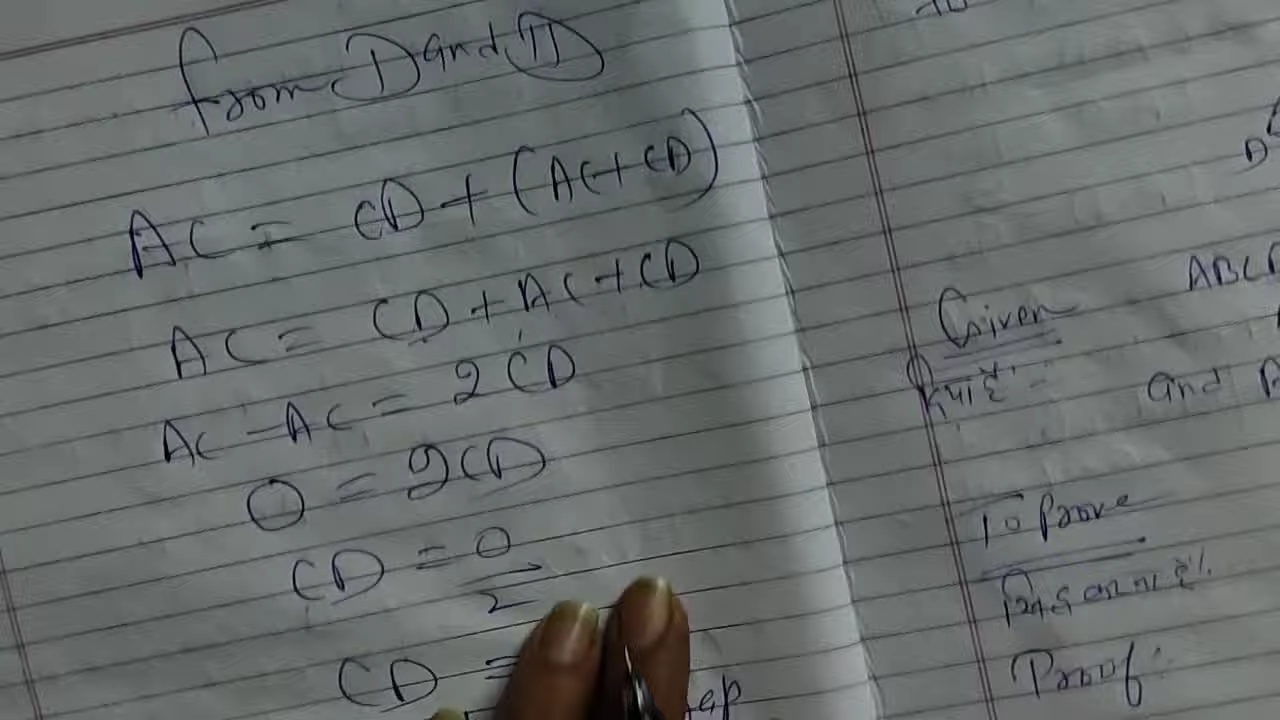 from I and II
AC = CD + (AC + CD)
AC = CD + AC + CD
AC - AC = 2CD
0 = 2CD
CD = 0/2
CD =
D
ABCD
Given
and
To Prove
सिद्ध करना है।
Proof: